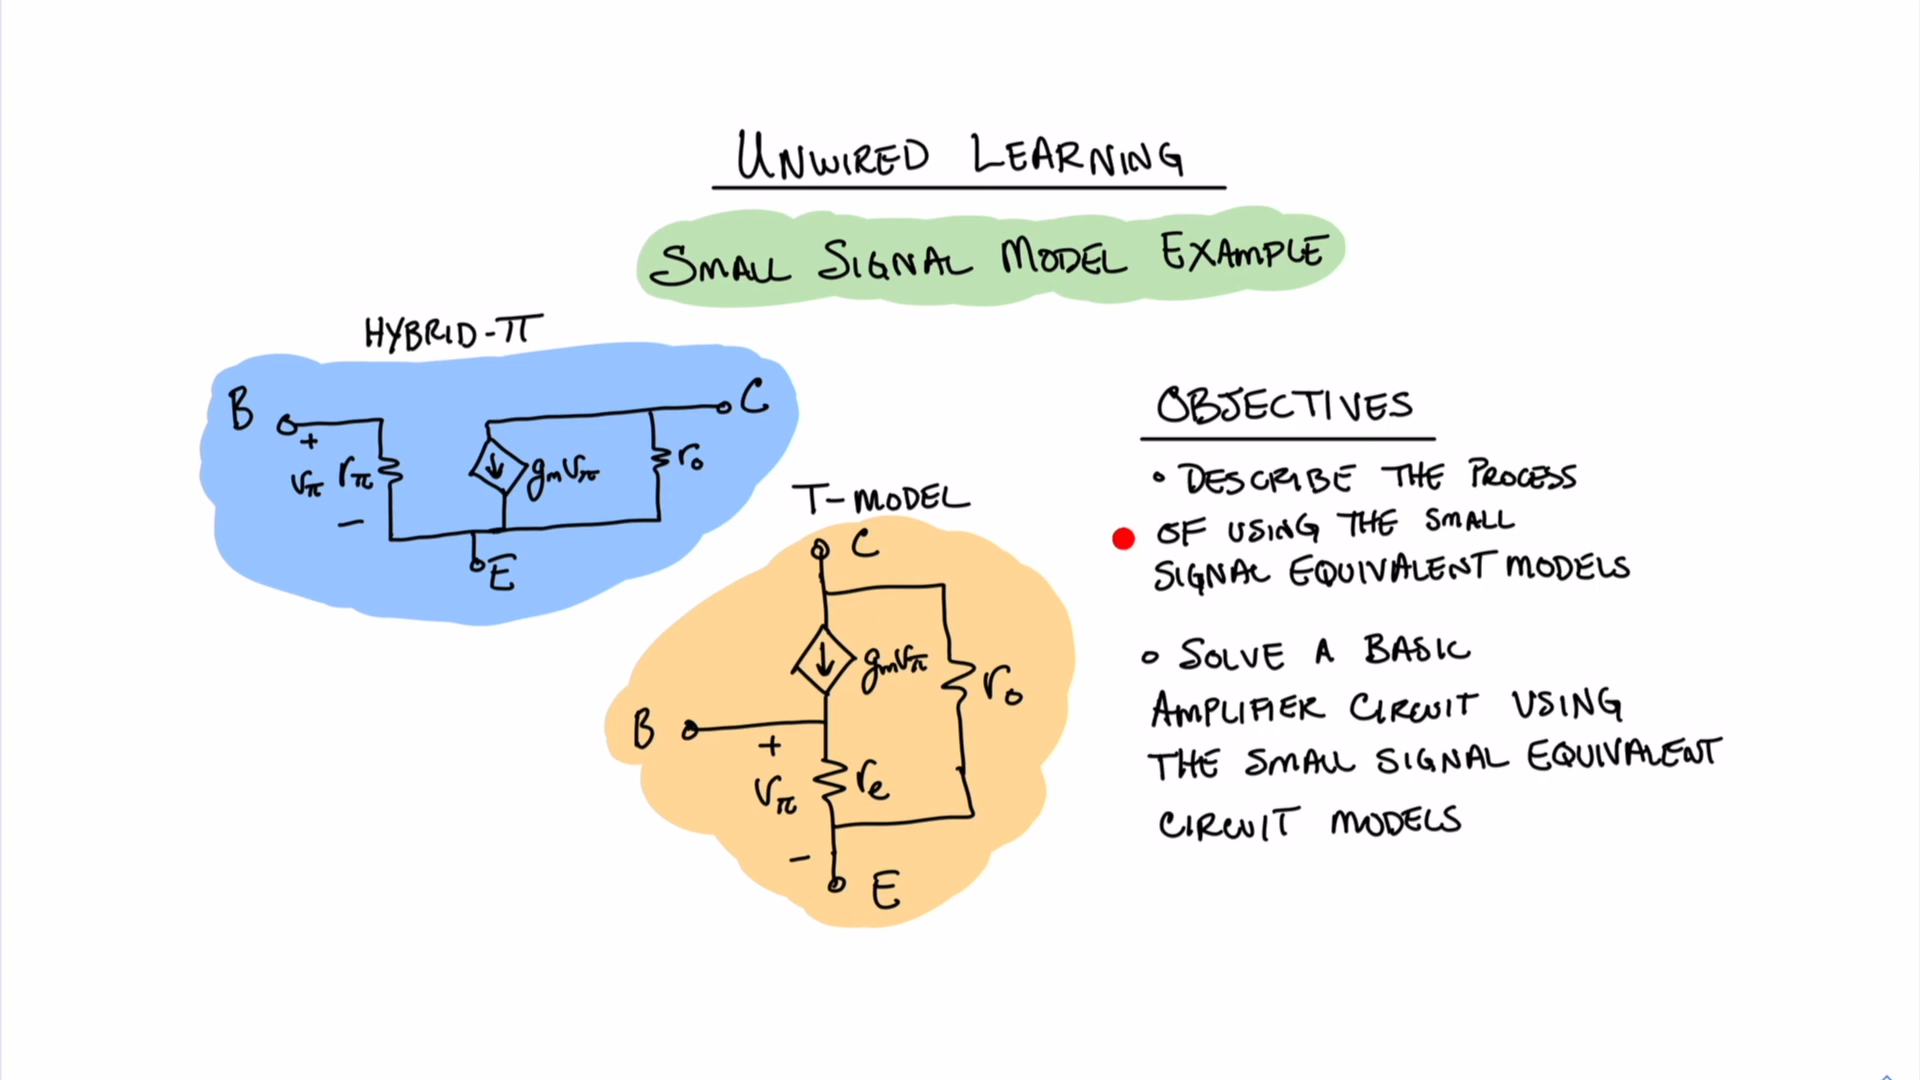 UNWIRED LEARNING
SMALL SIGNAL MODEL EXAMPLE
HYBRID-π
B
C
+
vπ rπ
gmvπ
ro
-
E
T-MODEL
C
gmvπ
ro
B
+
vπ
re
-
E
OBJECTIVES
• DESCRIBE THE PROCESS
OF USING THE SMALL
SIGNAL EQUIVALENT MODELS
• SOLVE A BASIC
AMPLIFIER CIRCUIT USING
THE SMALL SIGNAL EQUIVALENT
CIRCUIT MODELS